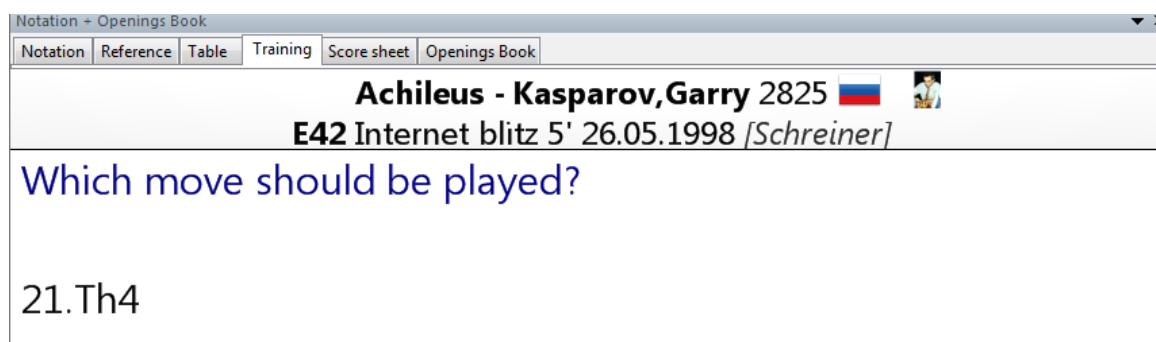 Notation + Openings Book
Notation Reference Table Training Score sheet Openings Book
Achileus - Kasparov,Garry 2825
E42 Internet blitz 5' 26.05.1998 [Schreiner]
Which move should be played?
21.Th4